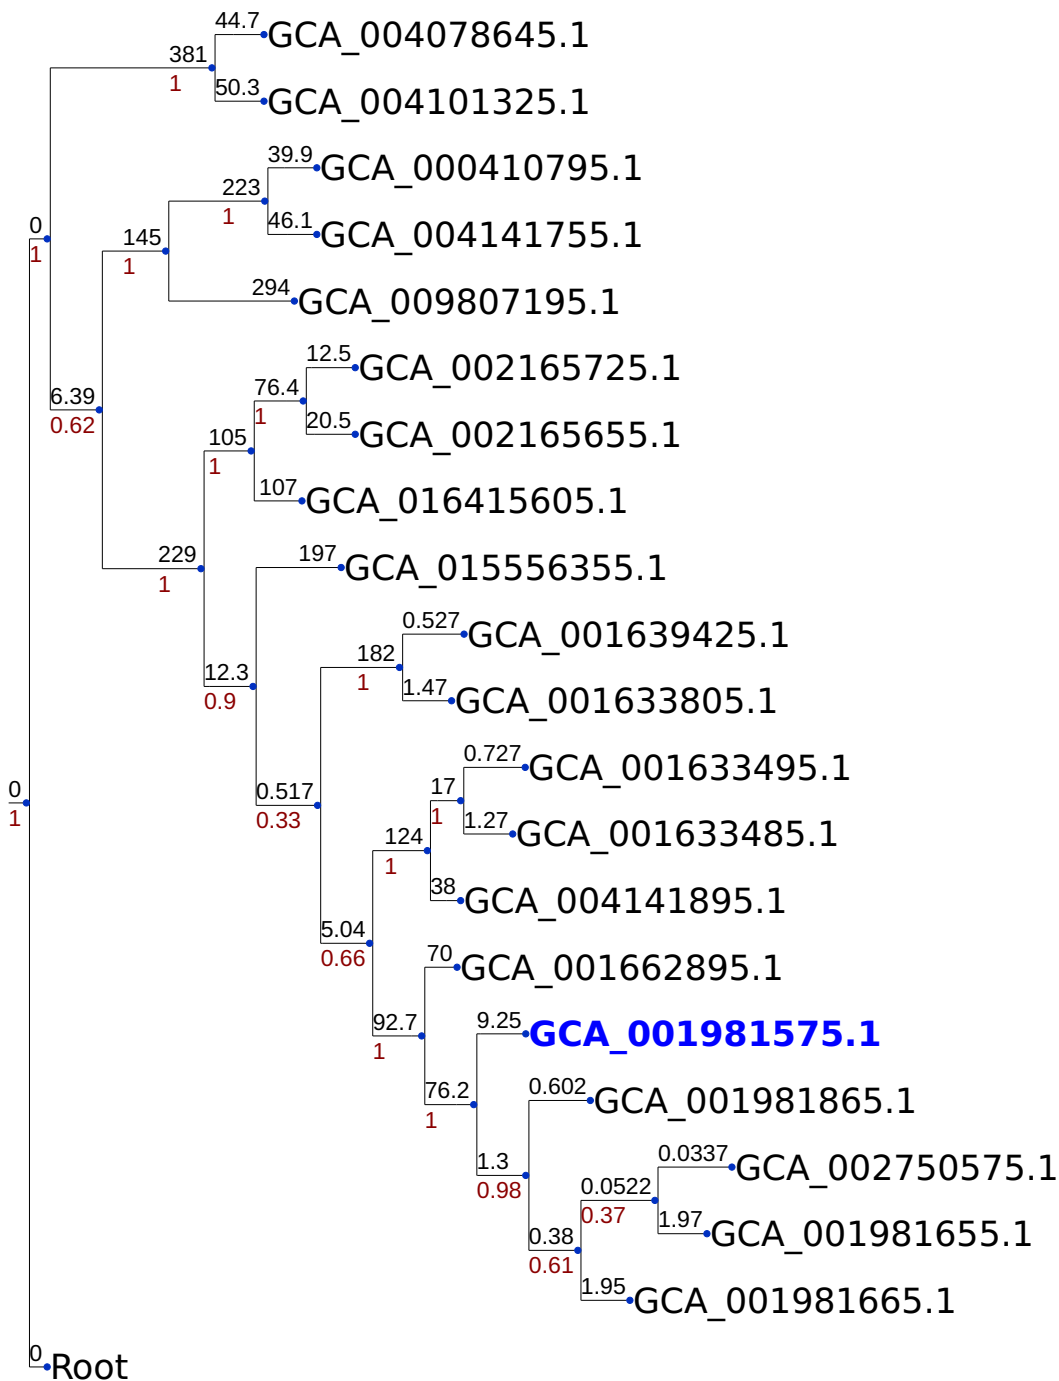 44.7
GCA_004078645.1
381
1
50.3
GCA_004101325.1
39.9
GCA_000410795.1
223
1
46.1
GCA_004141755.1
0
1
145
1
294
GCA_009807195.1
12.5
GCA_002165725.1
6.39
0.62
76.4
1
20.5
GCA_002165655.1
105
1
107
GCA_016415605.1
229
1
197
GCA_015556355.1
0.527
GCA_001639425.1
182
1
12.3
0.9
1.47
GCA_001633805.1
0.727
GCA_001633495.1
0
1
0.517
0.33
17
1
1.27
GCA_001633485.1
124
1
38
GCA_004141895.1
5.04
0.66
70
GCA_001662895.1
92.7
1
9.25
GCA_001981575.1
76.2
1
0.602
GCA_001981865.1
1.3
0.98
0.0337
GCA_002750575.1
0.0522
0.37
1.97
GCA_001981655.1
0.38
0.61
1.95
GCA_001981665.1
0
Root